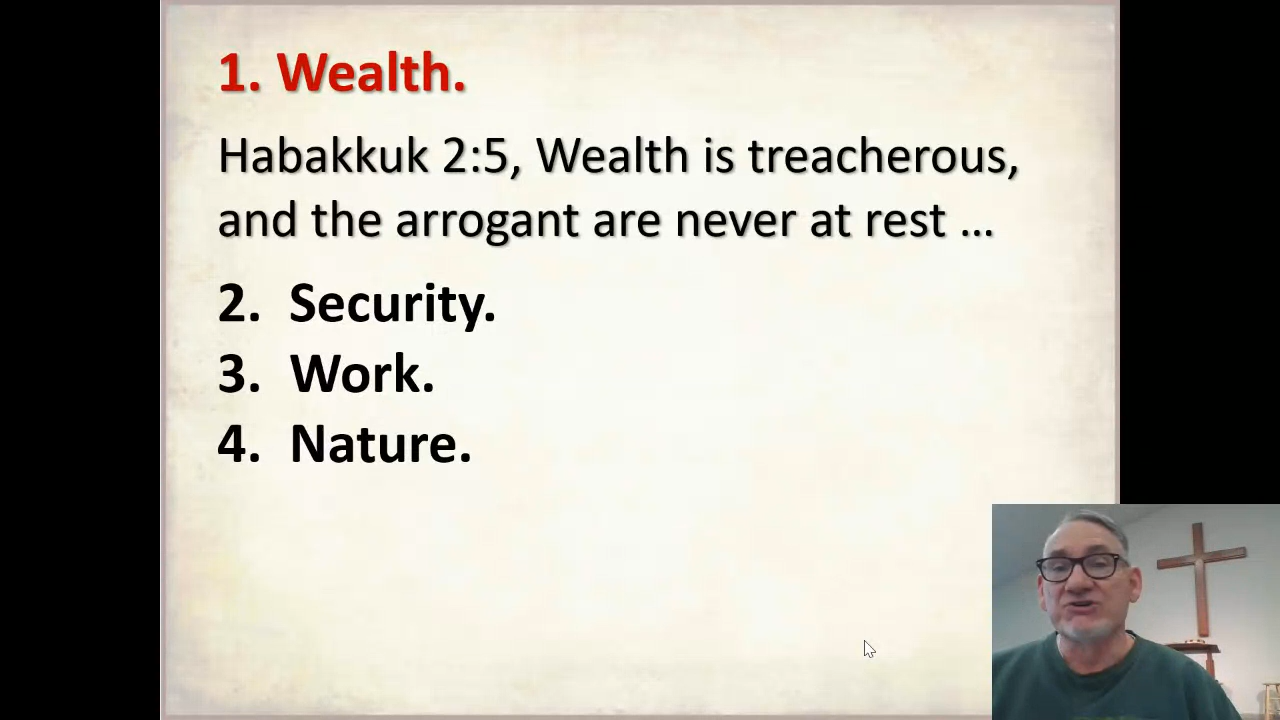 1. Wealth.
Habakkuk 2:5, Wealth is treacherous,
and the arrogant are never at rest ...
2. Security.
3. Work.
4. Nature.